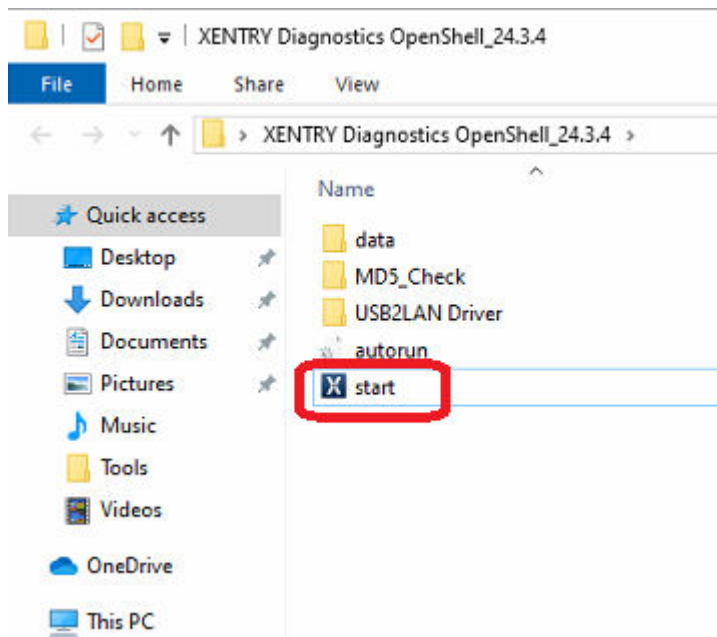 XENTRY Diagnostics OpenShell_24.3.4
File Home Share View
XENTRY Diagnostics OpenShell_24.3.4
Name
Quick access
Desktop
Downloads
Documents
Pictures
Music
Tools
Videos
OneDrive
This PC
data
MD5_Check
USB2LAN Driver
autorun
start